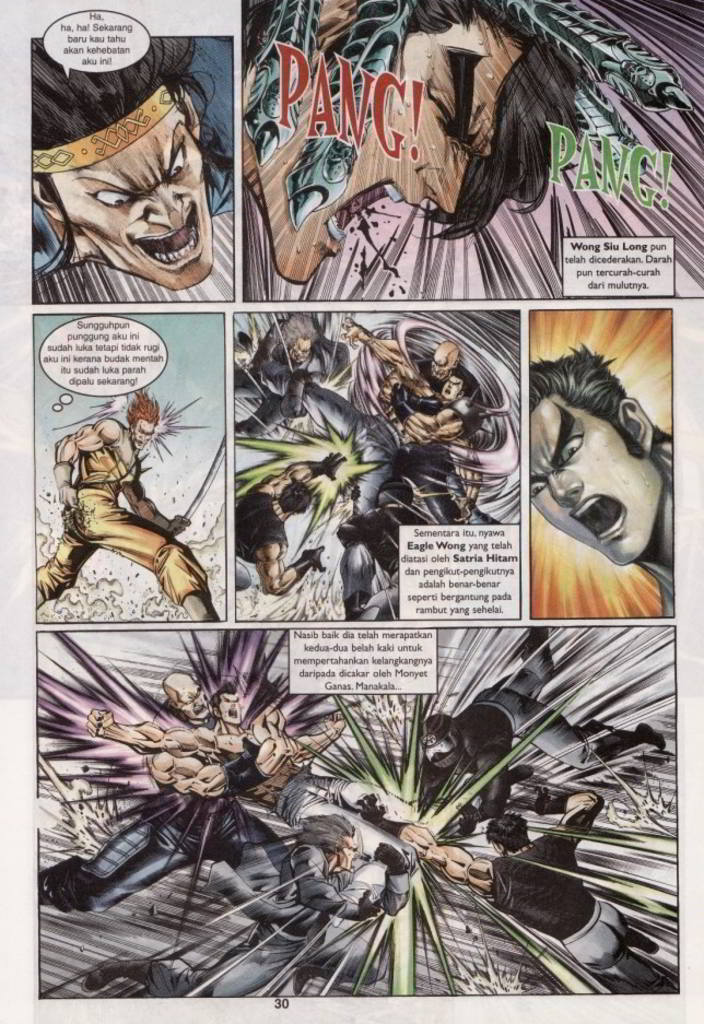 Ha,
ha, ha! Sekarang
baru kau tahu
akan kehebatan
aku ini!
PANG!
PANG!
Wong Siu Long pun
telah dicederakan. Darah
pun tercurah-curah
dari mulutnya.
Sungguhpun
punggung aku ini
sudah luka tetapi tidak rugi
aku ini kerana budak mentah
itu sudah luka parah
dipalu sekarang!
Sementara itu, nyawa
Eagle Wong yang telah
diatasi oleh Satria Hitam
dan pengikut-pengikutnya
adalah benar-benar
seperti bergantung pada
rambut yang sehelai.
Nasib baik dia telah merapatkan
kedua-dua belah kaki untuk
mempertahankan kelangkangnya
daripada dicakar oleh Monyet
Ganas. Manakala...
30